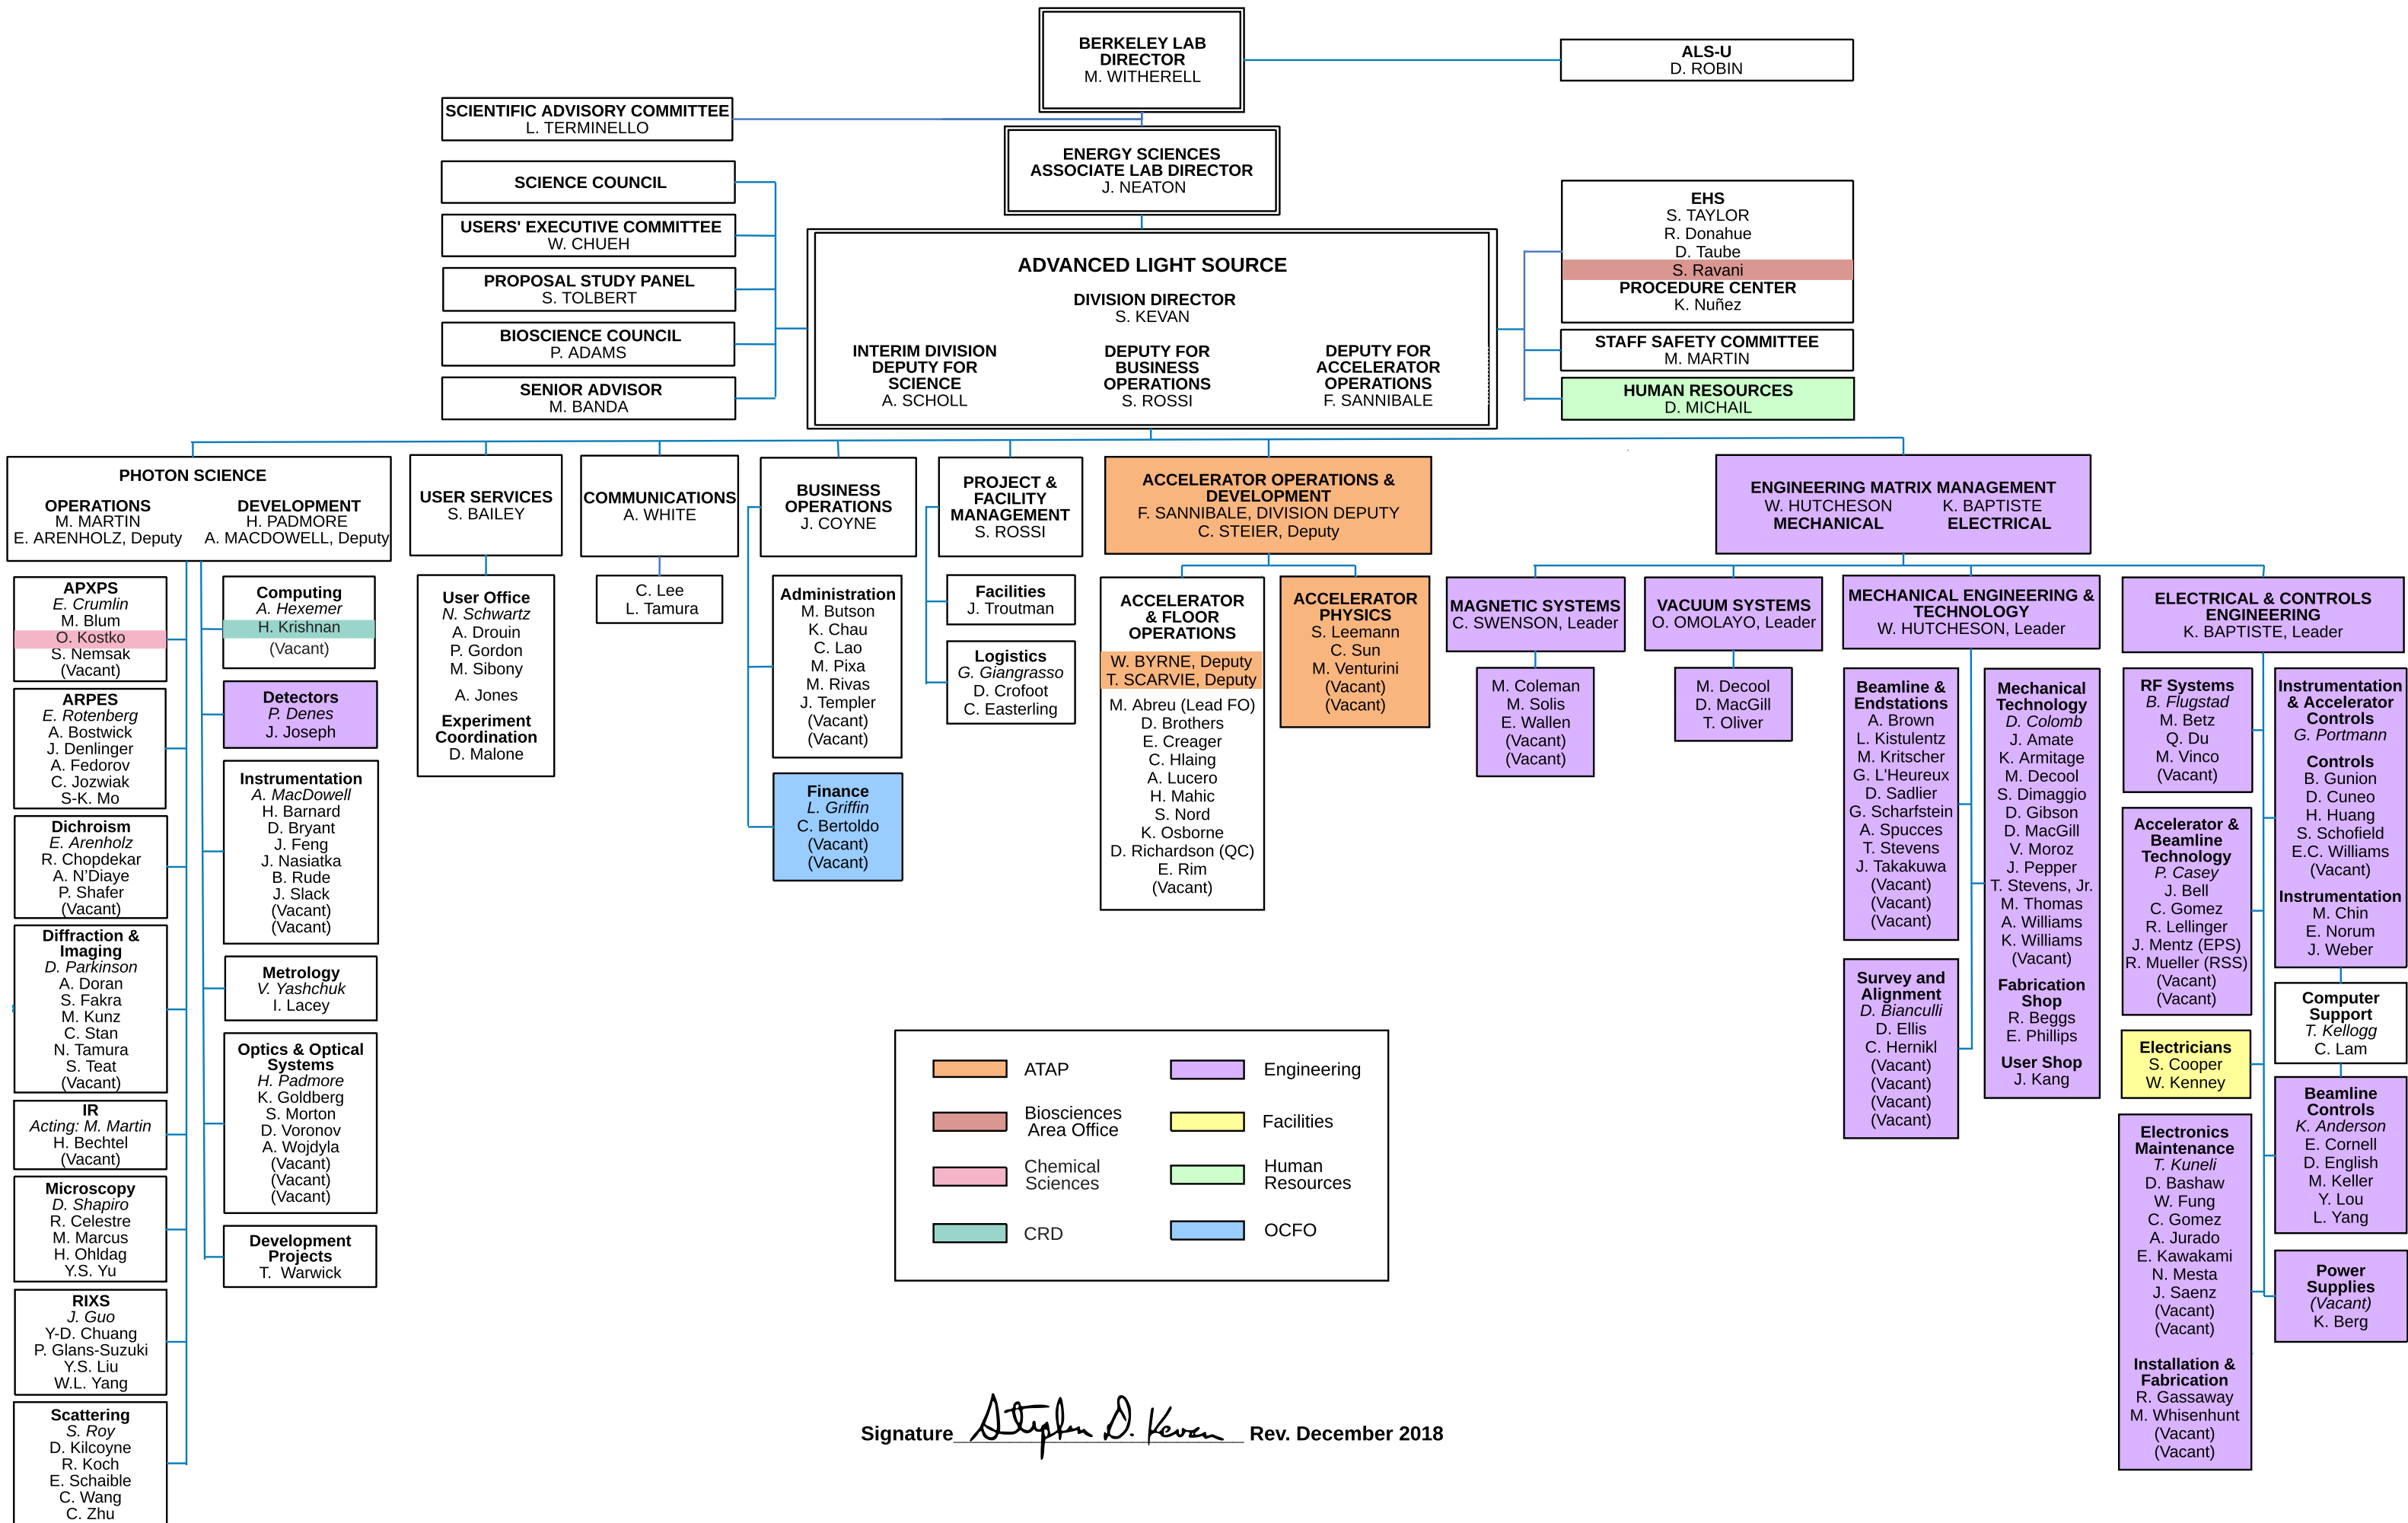 BERKELEY LAB
DIRECTOR
M. WITHERELL
ALS-U
D. ROBIN
SCIENTIFIC ADVISORY COMMITTEE
L. TERMINELLO
ENERGY SCIENCES
ASSOCIATE LAB DIRECTOR
J. NEATON
SCIENCE COUNCIL
USERS' EXECUTIVE COMMITTEE
W. CHUEH
PROPOSAL STUDY PANEL
S. TOLBERT
BIOSCIENCE COUNCIL
P. ADAMS
SENIOR ADVISOR
M. BANDA
ADVANCED LIGHT SOURCE
DIVISION DIRECTOR
S. KEVAN
INTERIM DIVISION
DEPUTY FOR
SCIENCE
A. SCHOLL
DEPUTY FOR
BUSINESS
OPERATIONS
S. ROSSI
DEPUTY FOR
ACCELERATOR
OPERATIONS
F. SANNIBALE
EHS
S. TAYLOR
R. Donahue
D. Taube
S. Ravani
PROCEDURE CENTER
K. Nuñez
STAFF SAFETY COMMITTEE
M. MARTIN
HUMAN RESOURCES
D. MICHAIL
PHOTON SCIENCE
OPERATIONS
M. MARTIN
E. ARENHOLZ, Deputy
DEVELOPMENT
H. PADMORE
A. MACDOWELL, Deputy
USER SERVICES
S. BAILEY
COMMUNICATIONS
A. WHITE
BUSINESS
OPERATIONS
J. COYNE
PROJECT &
FACILITY
MANAGEMENT
S. ROSSI
ACCELERATOR OPERATIONS &
DEVELOPMENT
F. SANNIBALE, DIVISION DEPUTY
C. STEIER, Deputy
ENGINEERING MATRIX MANAGEMENT
W. HUTCHESON K. BAPTISTE
MECHANICAL ELECTRICAL
APXPS
E. Crumlin
M. Blum
O. Kostko
S. Nemsak
(Vacant)
ARPES
E. Rotenberg
A. Bostwick
J. Denlinger
A. Fedorov
C. Jozwiak
S-K. Mo
Dichroism
E. Arenholz
R. Chopdekar
A. N’Diaye
P. Shafer
(Vacant)
Diffraction &
Imaging
D. Parkinson
A. Doran
S. Fakra
M. Kunz
C. Stan
N. Tamura
S. Teat
(Vacant)
IR
Acting: M. Martin
H. Bechtel
(Vacant)
Microscopy
D. Shapiro
R. Celestre
M. Marcus
H. Ohldag
Y.S. Yu
RIXS
J. Guo
Y-D. Chuang
P. Glans-Suzuki
Y.S. Liu
W.L. Yang
Scattering
S. Roy
D. Kilcoyne
R. Koch
E. Schaible
C. Wang
C. Zhu
Computing
A. Hexemer
H. Krishnan
(Vacant)
Detectors
P. Denes
J. Joseph
Instrumentation
A. MacDowell
H. Barnard
D. Bryant
J. Feng
J. Nasiatka
B. Rude
J. Slack
(Vacant)
(Vacant)
Metrology
V. Yashchuk
I. Lacey
Optics & Optical
Systems
H. Padmore
K. Goldberg
S. Morton
D. Voronov
A. Wojdyla
(Vacant)
(Vacant)
(Vacant)
Development
Projects
T. Warwick
User Office
N. Schwartz
A. Drouin
P. Gordon
M. Sibony
A. Jones
Experiment
Coordination
D. Malone
C. Lee
L. Tamura
Administration
M. Butson
K. Chau
C. Lao
M. Pixa
M. Rivas
J. Templer
(Vacant)
(Vacant)
Finance
L. Griffin
C. Bertoldo
(Vacant)
(Vacant)
Facilities
J. Troutman
Logistics
G. Giangrasso
D. Crofoot
C. Easterling
ACCELERATOR
& FLOOR
OPERATIONS
W. BYRNE, Deputy
T. SCARVIE, Deputy
M. Abreu (Lead FO)
D. Brothers
E. Creager
C. Hlaing
A. Lucero
H. Mahic
S. Nord
K. Osborne
D. Richardson (QC)
E. Rim
(Vacant)
ACCELERATOR
PHYSICS
S. Leemann
C. Sun
M. Venturini
(Vacant)
(Vacant)
MAGNETIC SYSTEMS
C. SWENSON, Leader
M. Coleman
M. Solis
E. Wallen
(Vacant)
(Vacant)
VACUUM SYSTEMS
O. OMOLAYO, Leader
M. Decool
D. MacGill
T. Oliver
MECHANICAL ENGINEERING &
TECHNOLOGY
W. HUTCHESON, Leader
Beamline &
Endstations
A. Brown
L. Kistulentz
M. Kritscher
G. L'Heureux
D. Sadlier
G. Scharfstein
A. Spucces
T. Stevens
J. Takakuwa
(Vacant)
(Vacant)
(Vacant)
Survey and
Alignment
D. Bianculli
D. Ellis
C. Hernikl
(Vacant)
(Vacant)
(Vacant)
(Vacant)
Mechanical
Technology
D. Colomb
J. Amate
K. Armitage
M. Decool
S. Dimaggio
D. Gibson
D. MacGill
V. Moroz
J. Pepper
T. Stevens, Jr.
M. Thomas
A. Williams
K. Williams
(Vacant)
Fabrication
Shop
R. Beggs
E. Phillips
User Shop
J. Kang
ELECTRICAL & CONTROLS
ENGINEERING
K. BAPTISTE, Leader
RF Systems
B. Flugstad
M. Betz
Q. Du
M. Vinco
(Vacant)
Accelerator &
Beamline
Technology
P. Casey
J. Bell
C. Gomez
R. Lellinger
J. Mentz (EPS)
R. Mueller (RSS)
(Vacant)
(Vacant)
Electricians
S. Cooper
W. Kenney
Electronics
Maintenance
T. Kuneli
D. Bashaw
W. Fung
C. Gomez
A. Jurado
E. Kawakami
N. Mesta
J. Saenz
(Vacant)
(Vacant)
Installation &
Fabrication
R. Gassaway
M. Whisenhunt
(Vacant)
(Vacant)
Instrumentation
& Accelerator
Controls
G. Portmann
Controls
B. Gunion
D. Cuneo
H. Huang
S. Schofield
E.C. Williams
(Vacant)
Instrumentation
M. Chin
E. Norum
J. Weber
Computer
Support
T. Kellogg
C. Lam
Beamline
Controls
K. Anderson
E. Cornell
D. English
M. Keller
Y. Lou
L. Yang
Power
Supplies
(Vacant)
K. Berg
ATAP
Biosciences
Area Office
Chemical
Sciences
CRD
Engineering
Facilities
Human
Resources
OCFO
Signature Stephen D. Kevan Rev. December 2018